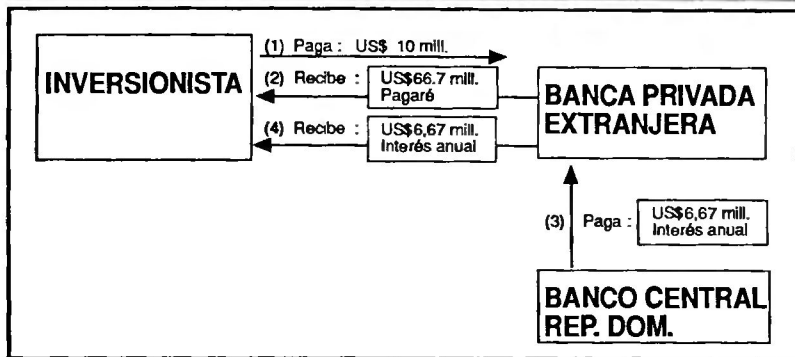 INVERSIONISTA
(1) Paga : US$ 10 mill.
(2) Recibe :
US$66.7 mill.
Pagaré
(4) Recibe :
US$6,67 mill.
Interés anual
BANCA PRIVADA
EXTRANJERA
(3) Paga :
US$6,67 mill.
Interés anual
BANCO CENTRAL
REP. DOM.